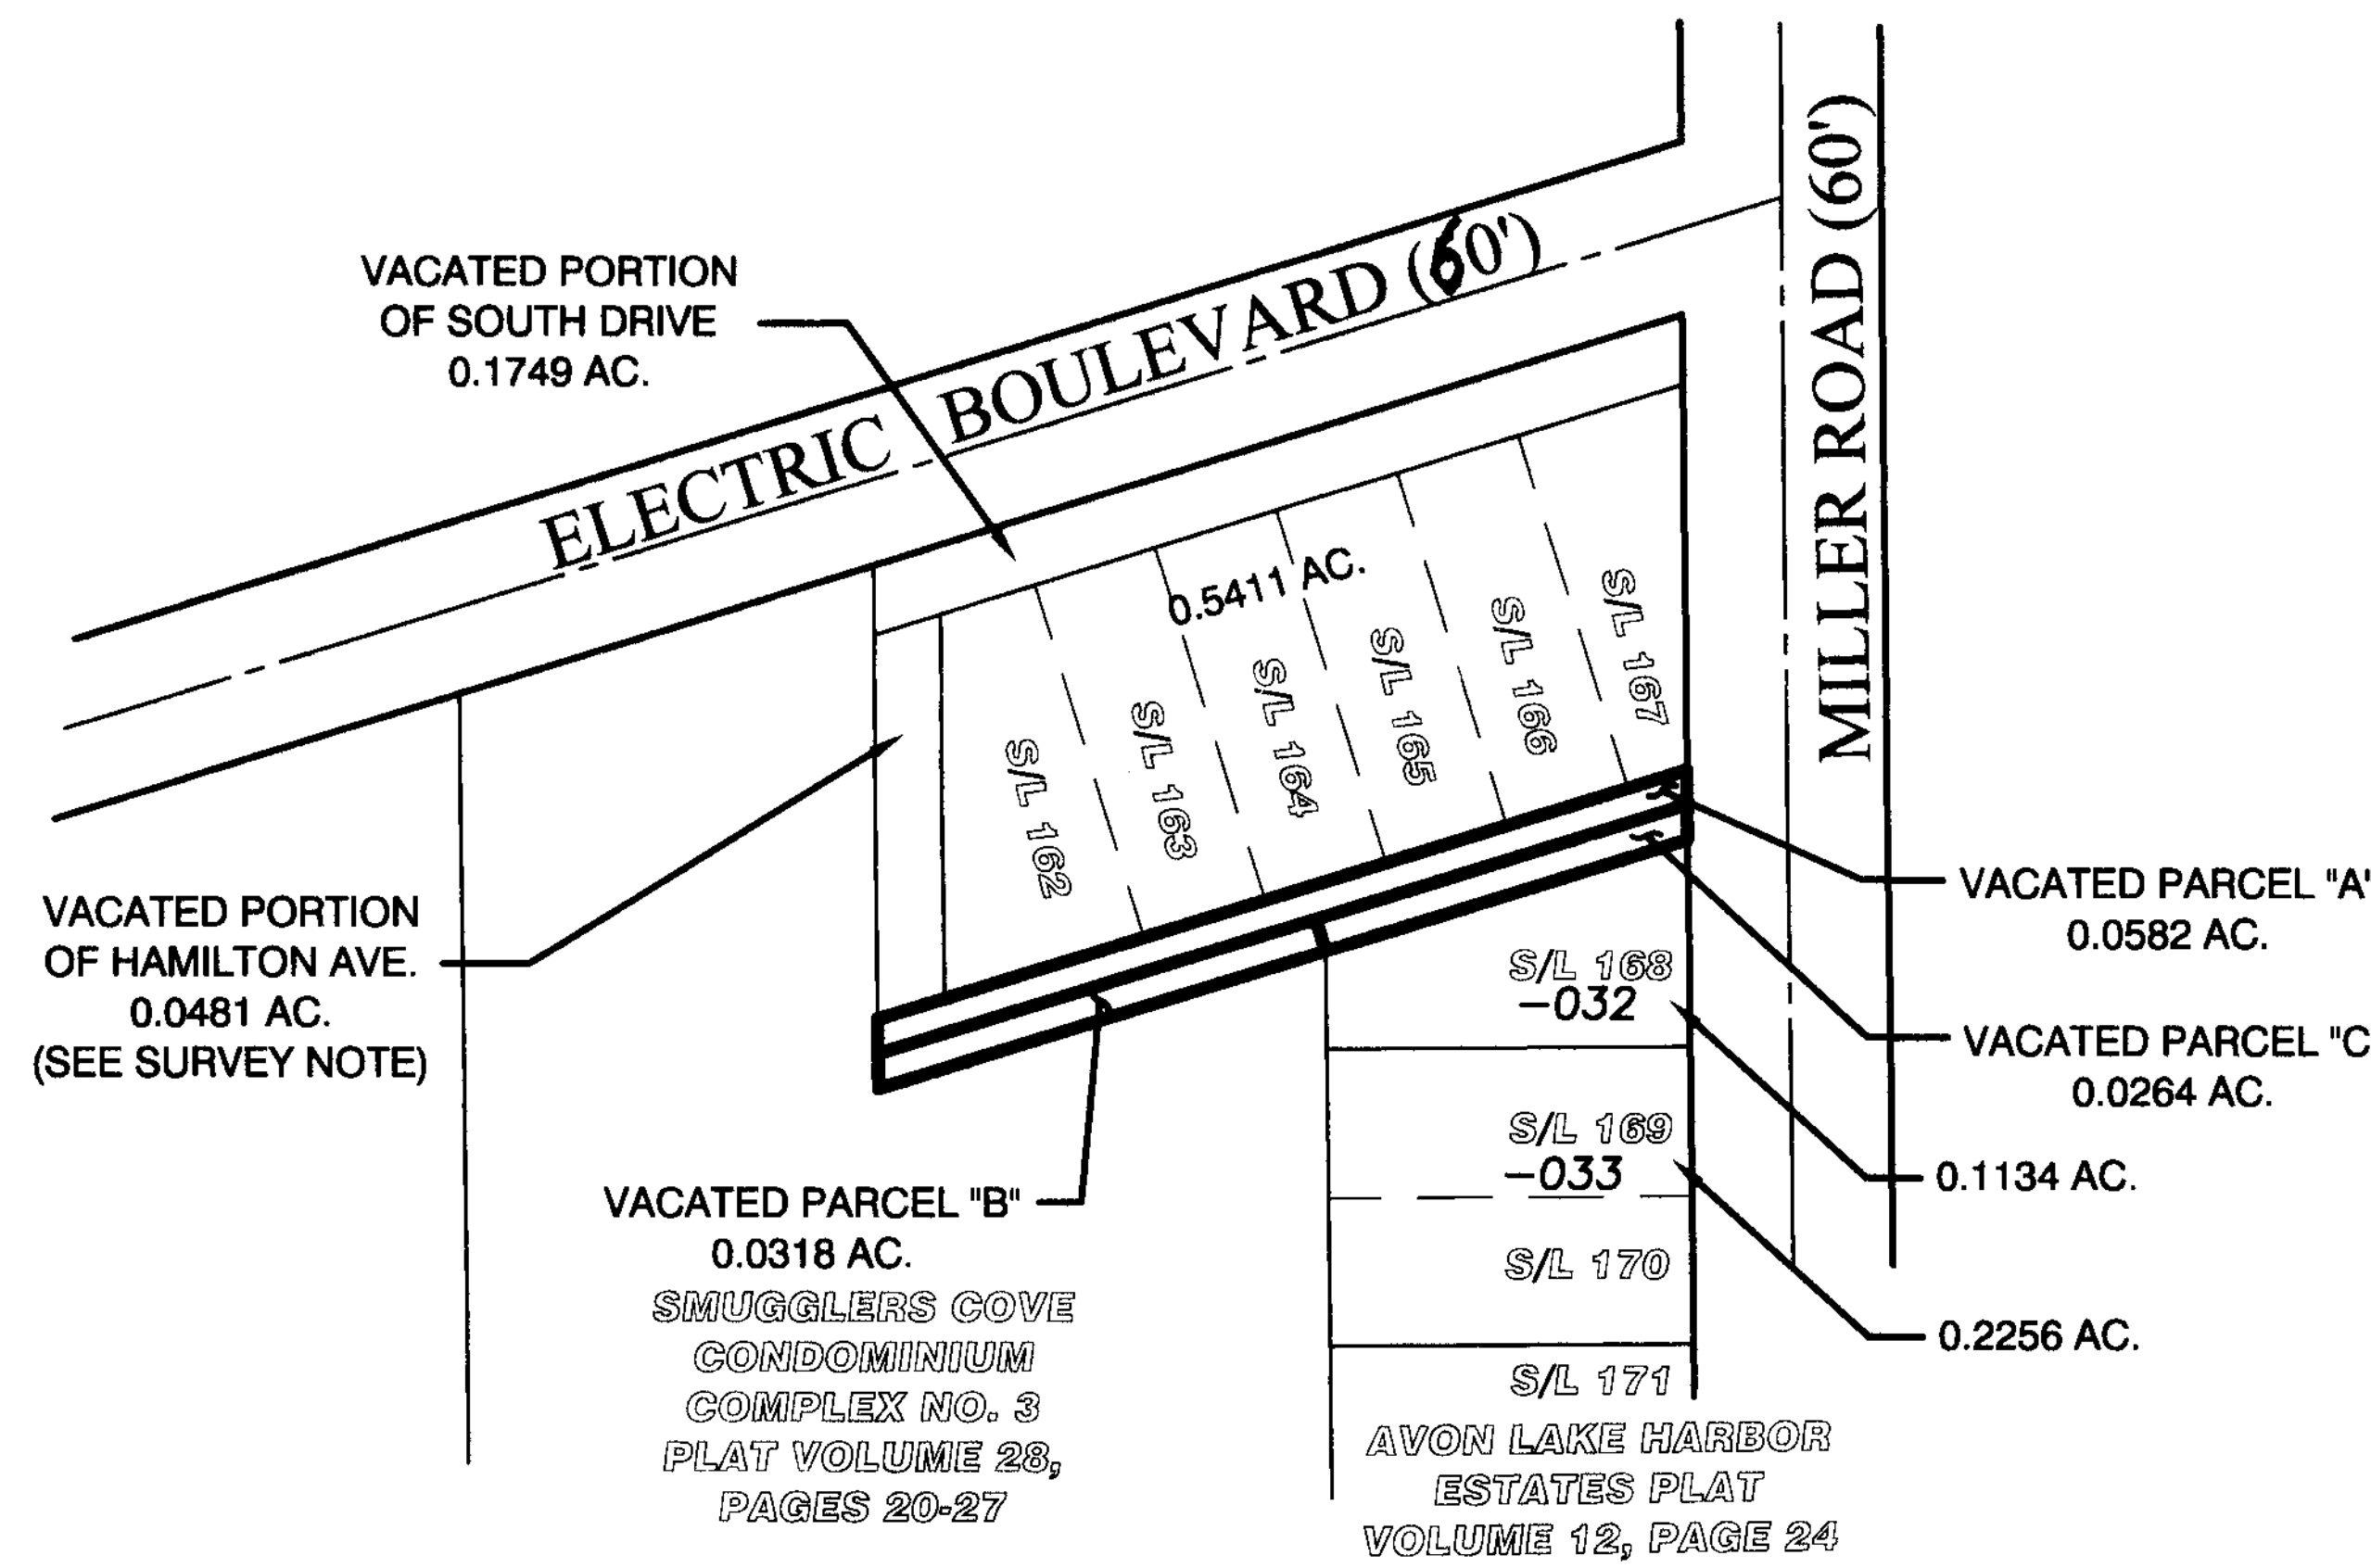 VACATED PORTION
OF SOUTH DRIVE
0.1749 AC.
ELECTRIC BOULEVARD (60')
MILLER ROAD (60')
0.5411 AC.
S/L 162
S/L 163
S/L 164
S/L 165
S/L 166
S/L 167
VACATED PORTION
OF HAMILTON AVE.
0.0481 AC.
(SEE SURVEY NOTE)
VACATED PARCEL "A'
0.0582 AC.
S/L 168
-032
VACATED PARCEL "C
0.0264 AC.
S/L 169
-033
0.1134 AC.
VACATED PARCEL "B"
0.0318 AC.
S/L 170
0.2256 AC.
SMUGGLERS COVE
CONDOMINIUM
COMPLEX NO. 3
PLAT VOLUME 28,
PAGES 20-27
S/L 171
AVON LAKE HARBOR
ESTATES PLAT
VOLUME 12, PAGE 24